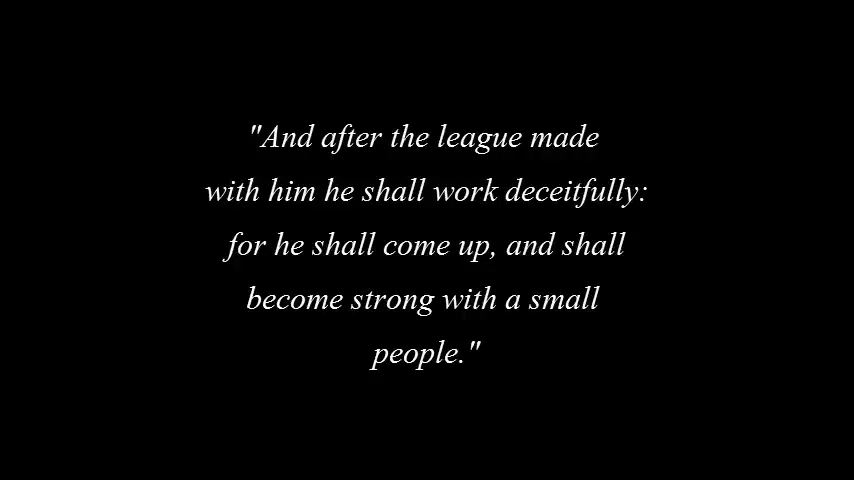 "And after the league made
with him he shall work deceitfully:
for he shall come up, and shall
become strong with a small
people."